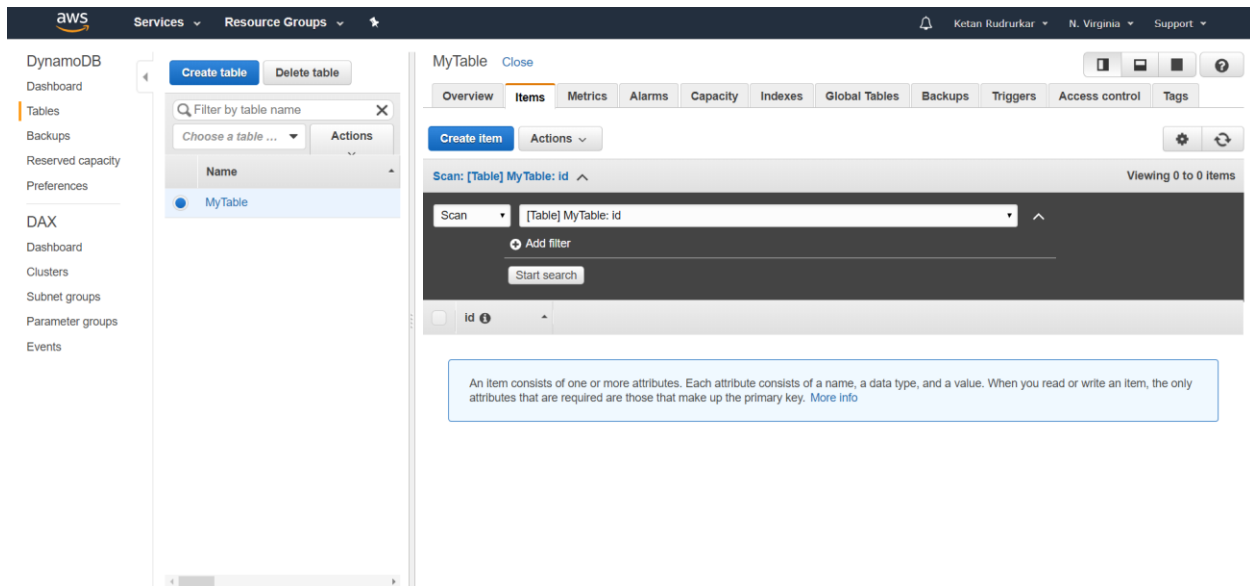 aws Services Resource Groups Ketan Rudrurkar N. Virginia Support
DynamoDB
Dashboard
Tables
Backups
Reserved capacity
Preferences
DAX
Dashboard
Clusters
Subnet groups
Parameter groups
Events
Create table Delete table
Filter by table name
Choose a table ... Actions
Name
MyTable
MyTable Close
Overview Items Metrics Alarms Capacity Indexes Global Tables Backups Triggers Access control Tags
Create item Actions
Scan: [Table] MyTable: id Viewing 0 to 0 items
Scan [Table] MyTable: id
Add filter
Start search
id
An item consists of one or more attributes. Each attribute consists of a name, a data type, and a value. When you read or write an item, the only
attributes that are required are those that make up the primary key. More info